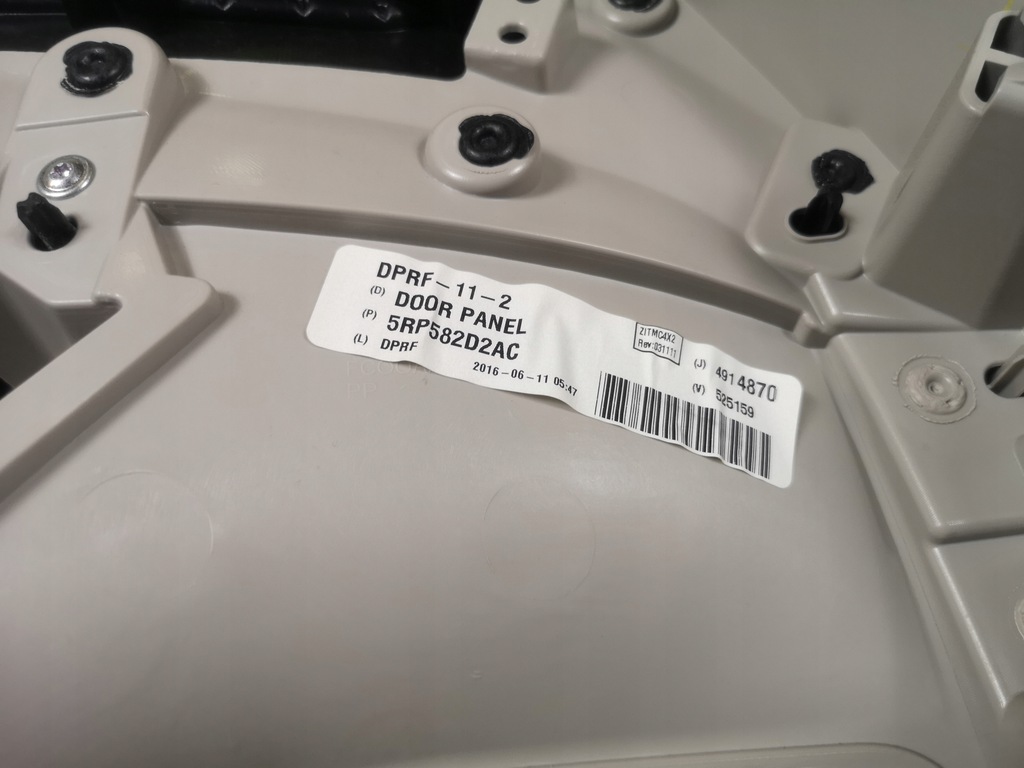 DPRF-11-2
(D) DOOR PANEL
(P) 5RP582D2AC
(L) DPRF
2016-06-11 05:47
ZITMC4X2
Rev:031111
(J) 4914870
(V) 525159